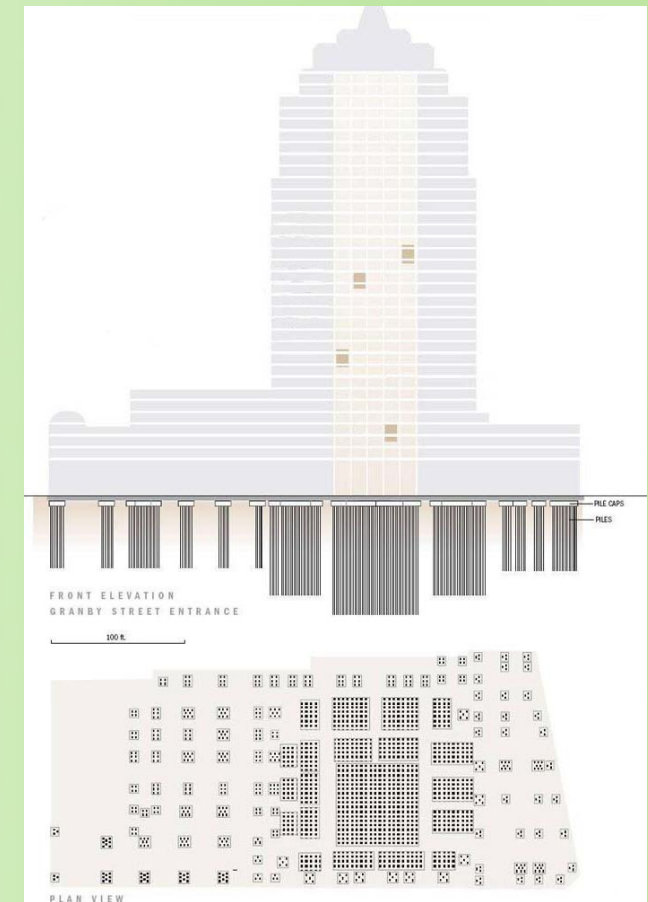 PILE CAPS
PILES
FRONT ELEVATION
GRANBY STREET ENTRANCE
100 ft.
PLAN VIEW